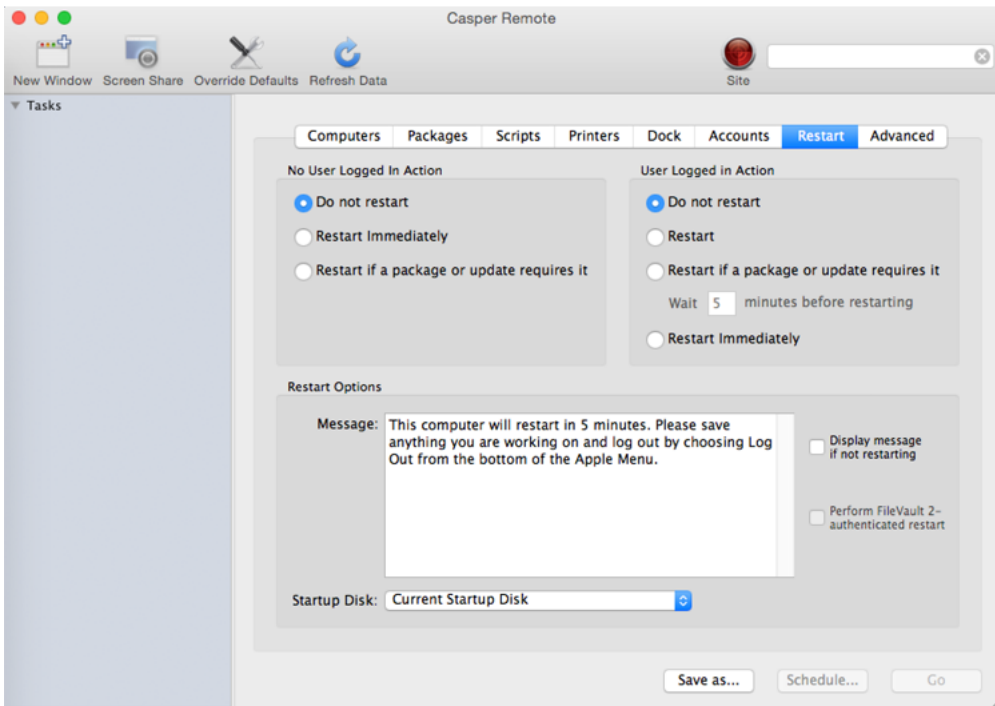 Casper Remote
New Window Screen Share Override Defaults Refresh Data Site
Tasks
Computers Packages Scripts Printers Dock Accounts Restart Advanced
No User Logged In Action
Do not restart
Restart Immediately
Restart if a package or update requires it
User Logged in Action
Do not restart
Restart
Restart if a package or update requires it
Wait 5 minutes before restarting
Restart Immediately
Restart Options
Message: This computer will restart in 5 minutes. Please save
anything you are working on and log out by choosing Log
Out from the bottom of the Apple Menu.
Display message
if not restarting
Perform FileVault 2-
authenticated restart
Startup Disk: Current Startup Disk
Save as... Schedule... Go